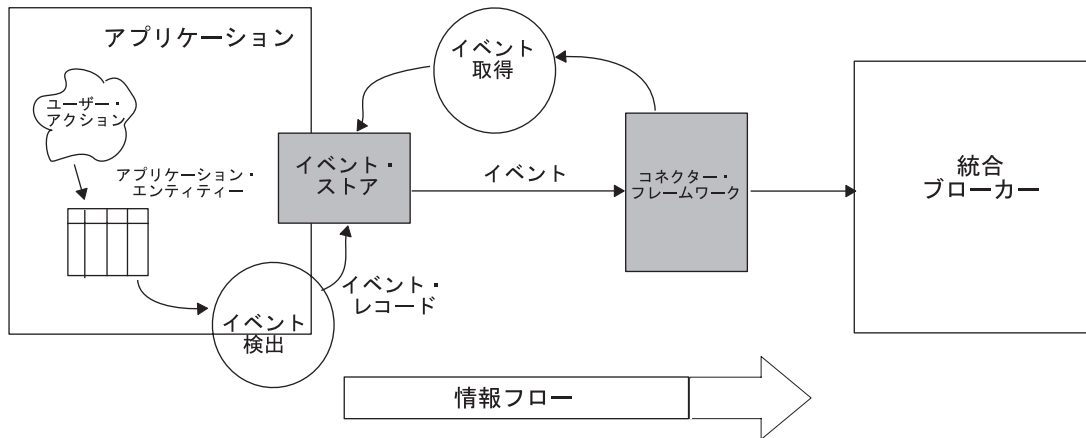 アプリケーション
ユーザー・
アクション
アプリケーション・
エンティティー
イベント
検出
イベント・
レコード
イベント・
ストア
イベント
取得
イベント
コネクター・
フレームワーク
統合
ブローカー
情報フロー